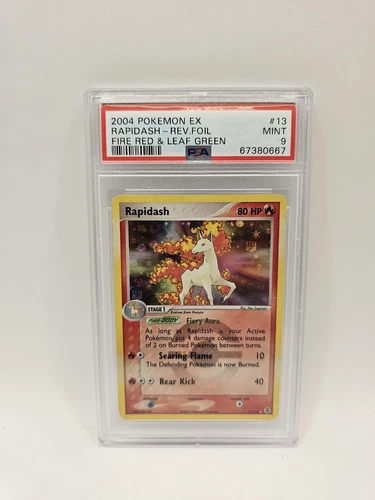 2004 POKEMON EX #13
RAPIDASH - REV.FOIL MINT
FIRE RED & LEAF GREEN 9
PSA 67380667
Rapidash 80 HP
STAGE 1 Evolves from Ponyta
POKé-BODY Fiery Aura
As long as Rapidash is your Active
Pokémon, put 4 damage counters instead
of 2 on Burned Pokémon between turns.
Searing Flame 10
The Defending Pokémon is now Burned.
Rear Kick 40